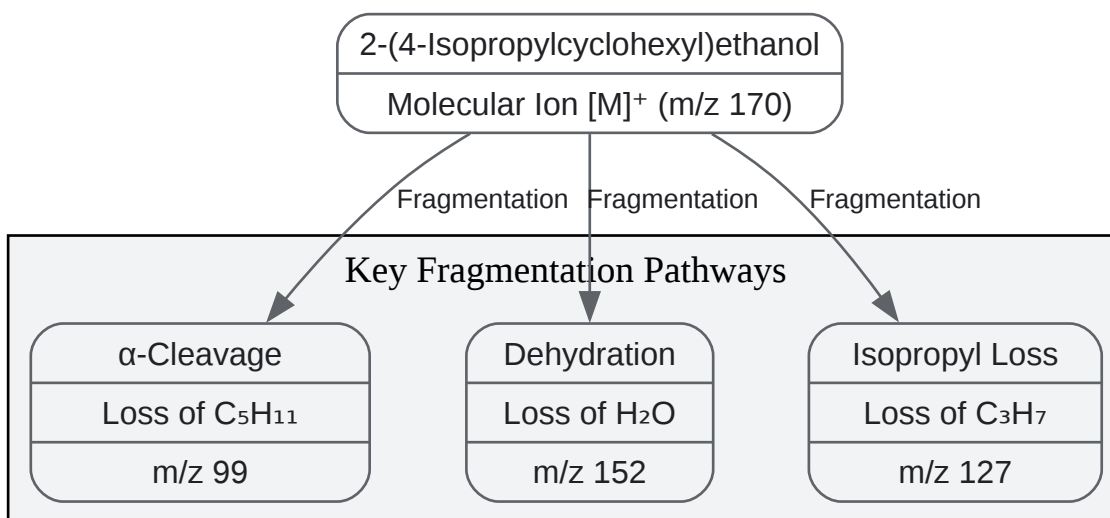 2-(4-Isopropylcyclohexyl)ethanol
Molecular Ion [M]⁺ (m/z 170)
Fragmentation
Fragmentation
Fragmentation
Key Fragmentation Pathways
α-Cleavage
Loss of C₅H₁₁
m/z 99
Dehydration
Loss of H₂O
m/z 152
Isopropyl Loss
Loss of C₃H₇
m/z 127